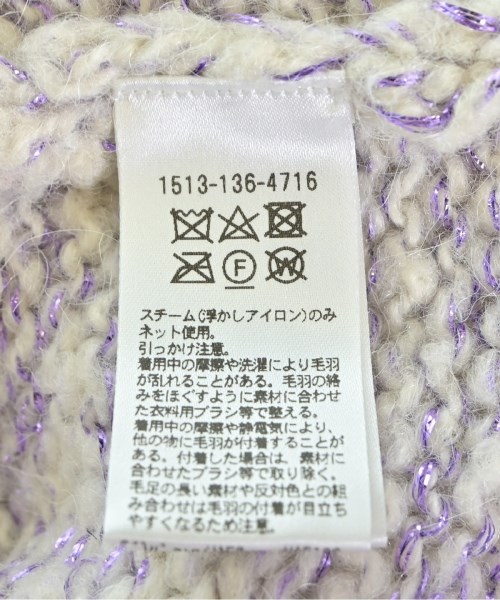 1513-136-4716
F
W
スチーム(浮かしアイロン)のみ
ネット使用。
引っかけ注意。
着用中の摩擦や洗濯により毛羽
が乱れることがある。毛羽の絡
みをほぐすように素材に合わせ
た衣料用ブラシ等で整える。
着用中の摩擦や静電気により、
他の物に毛羽が付着することが
ある。付着した場合は、素材に
合わせたブラシ等で取り除く。
毛足の長い素材や反対色との組
み合わせは毛羽の付着が目立ち
やすくなるため注意